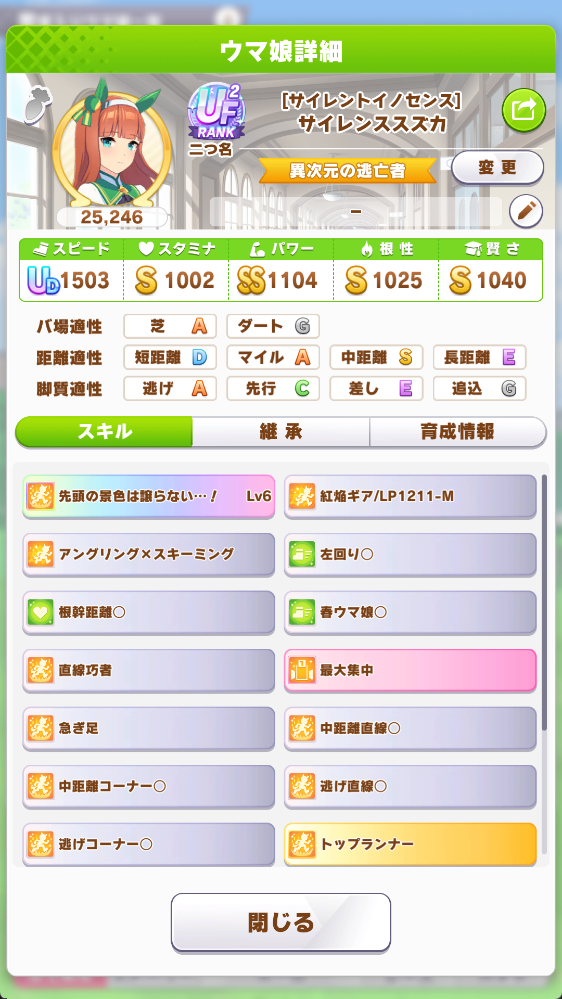 ウマ娘詳細
UF2
RANK
[サイレントイノセンス]
サイレンススズカ
二つ名
異次元の逃亡者
変更
25,246
-
スピード スタミナ パワー 根性 賢さ
UD 1503 S 1002 SS 1104 S 1025 S 1040
バ場適性 芝 A ダート G
距離適性 短距離 D マイル A 中距離 S 長距離 E
脚質適性 逃げ A 先行 C 差し E 追込 G
スキル 継承 育成情報
先頭の景色は譲らない…！ Lv6 紅焔ギア/LP1211-M
アングリング×スキーミング 左回り○
根幹距離○ 春ウマ娘○
直線巧者 最大集中
急ぎ足 中距離直線○
中距離コーナー○ 逃げ直線○
逃げコーナー○ トップランナー
閉じる